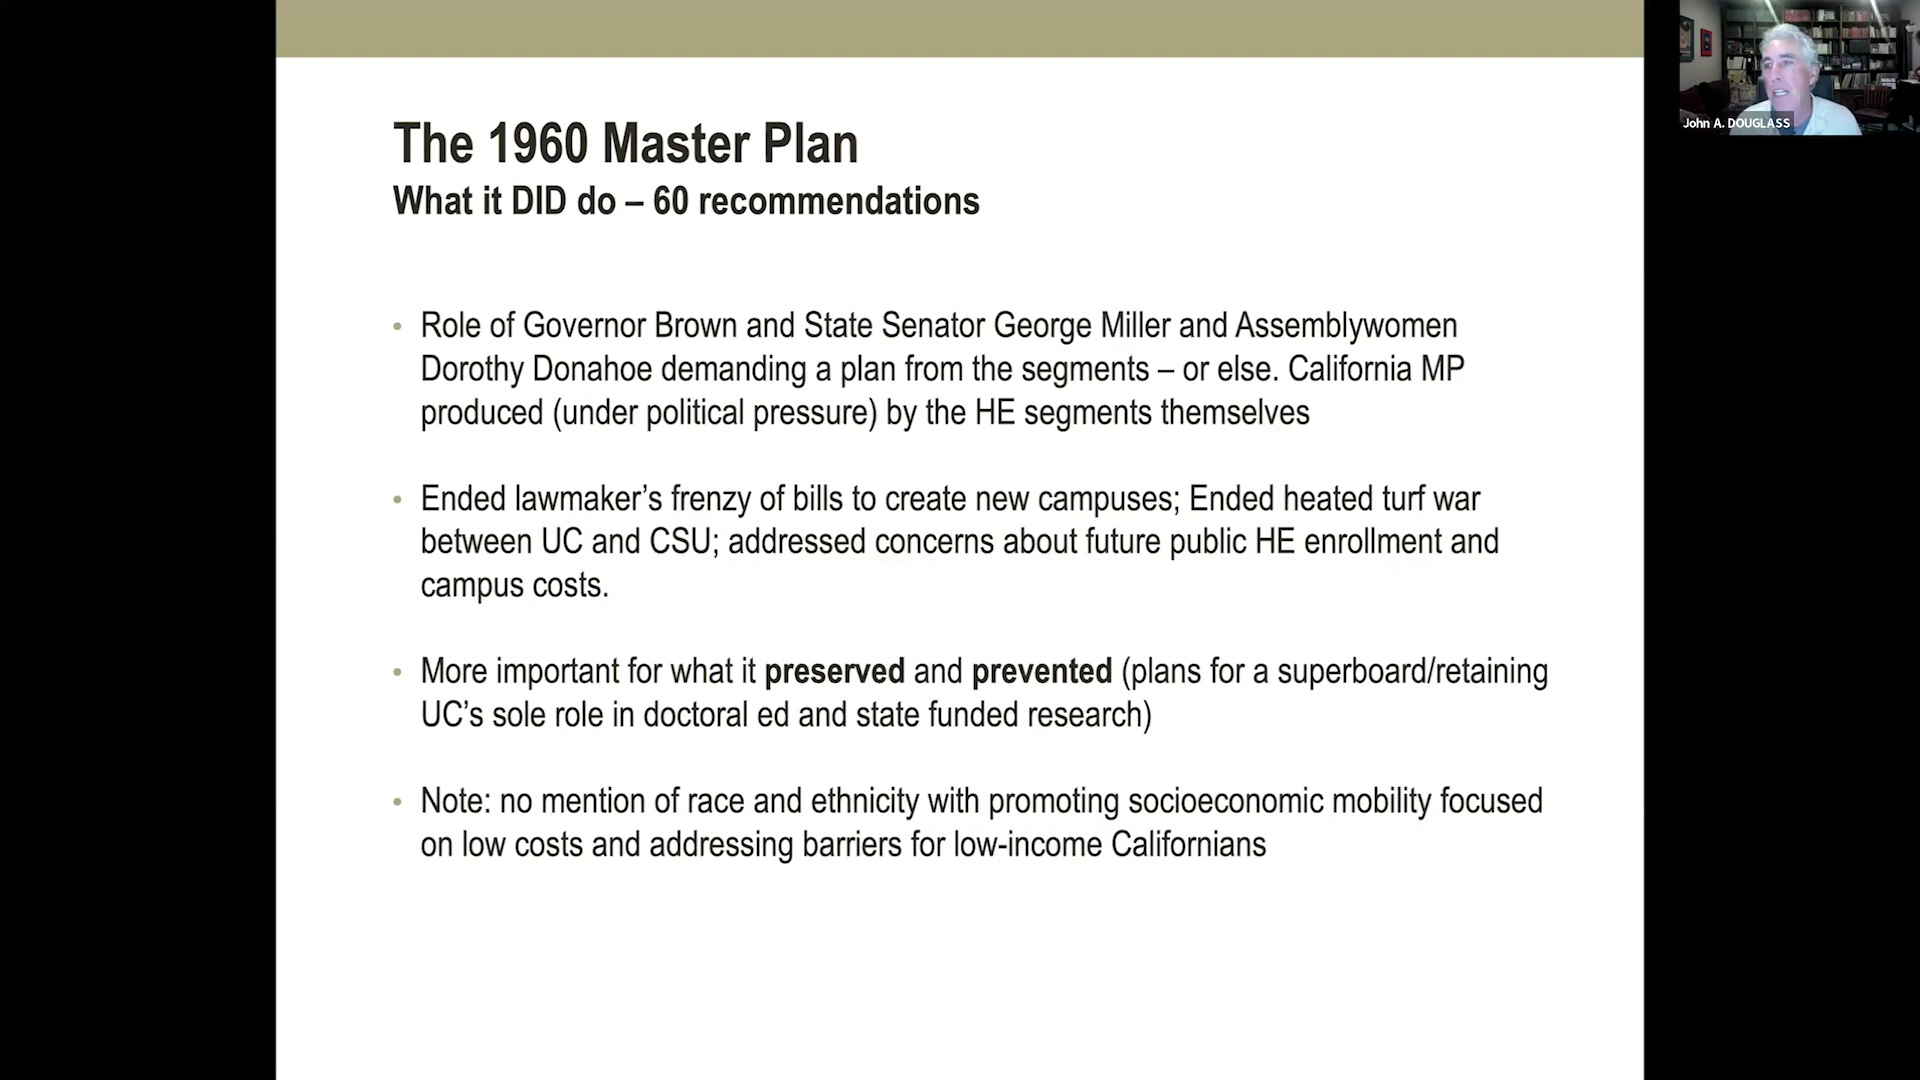 The 1960 Master Plan
What it DID do – 60 recommendations
• Role of Governor Brown and State Senator George Miller and Assemblywomen
Dorothy Donahoe demanding a plan from the segments – or else. California MP
produced (under political pressure) by the HE segments themselves
• Ended lawmaker’s frenzy of bills to create new campuses; Ended heated turf war
between UC and CSU; addressed concerns about future public HE enrollment and
campus costs.
• More important for what it preserved and prevented (plans for a superboard/retaining
UC’s sole role in doctoral ed and state funded research)
• Note: no mention of race and ethnicity with promoting socioeconomic mobility focused
on low costs and addressing barriers for low-income Californians
John A. DOUGLASS